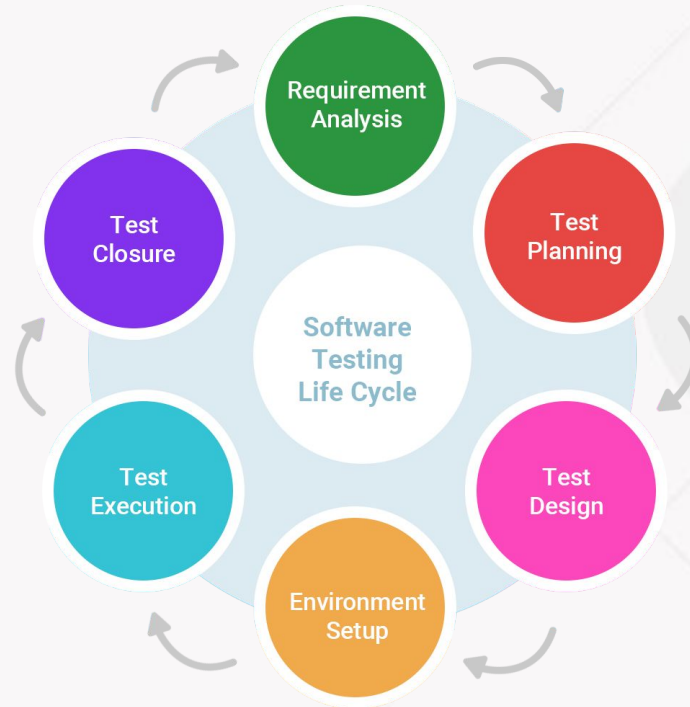 Requirement
Analysis
Test
Planning
Test
Design
Environment
Setup
Test
Execution
Test
Closure
Software
Testing
Life Cycle